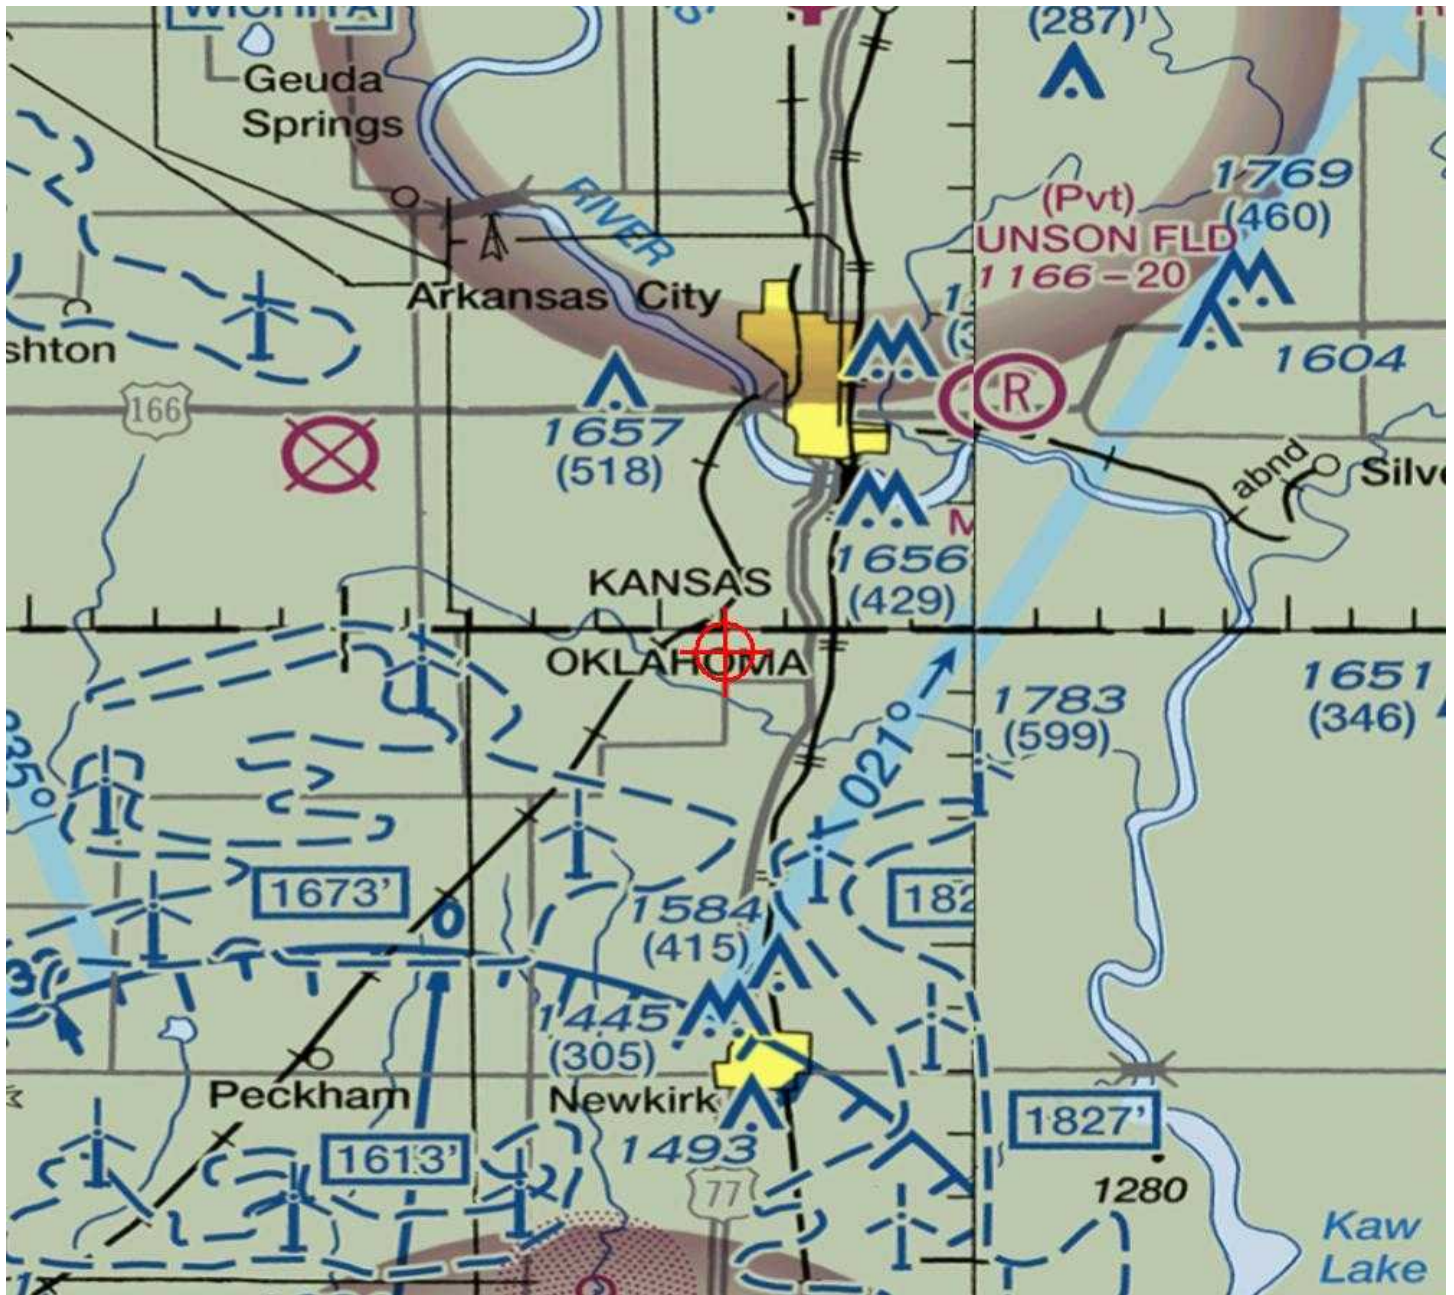 WICHITA
(287)
Geuda
Springs
1769
(460)
RIVER
(Pvt)
UNSON FLD
1166 – 20
Arkansas City
1604
shton
166
R
1657
(518)
abnd
Silve
M
1656
(429)
KANSAS
OKLAHOMA
1651
(346)
1783
(599)
021°
1673'
182
1584
(415)
1445
(305)
Peckham
Newkirk
1827'
1613'
1493
77
1280
Kaw
Lake